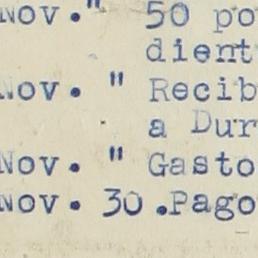 Nov." 50 po
dient
Nov. " Recib
a Dur
Nov. " Gasto
Nov. 30.Pago